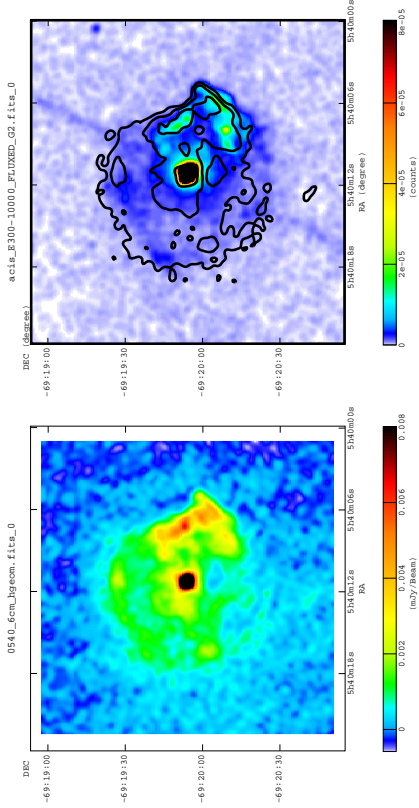 0540_6cm_bgeom.fits_0
DEC
-69:19:00
-69:19:30
-69:20:00
-69:20:30
5h40m18s
5h40m12s
5h40m06s
5h40m00s
RA
0
0.002
0.004
0.006
0.008
(mJy/Beam)
acis_E300-10000_FLUXED_G2.fits_0
DEC (degree)
-69:19:00
-69:19:30
-69:20:00
-69:20:30
5h40m18s
5h40m12s
5h40m06s
5h40m00s
RA (degree)
0
2e-05
4e-05
6e-05
8e-05
(counts)